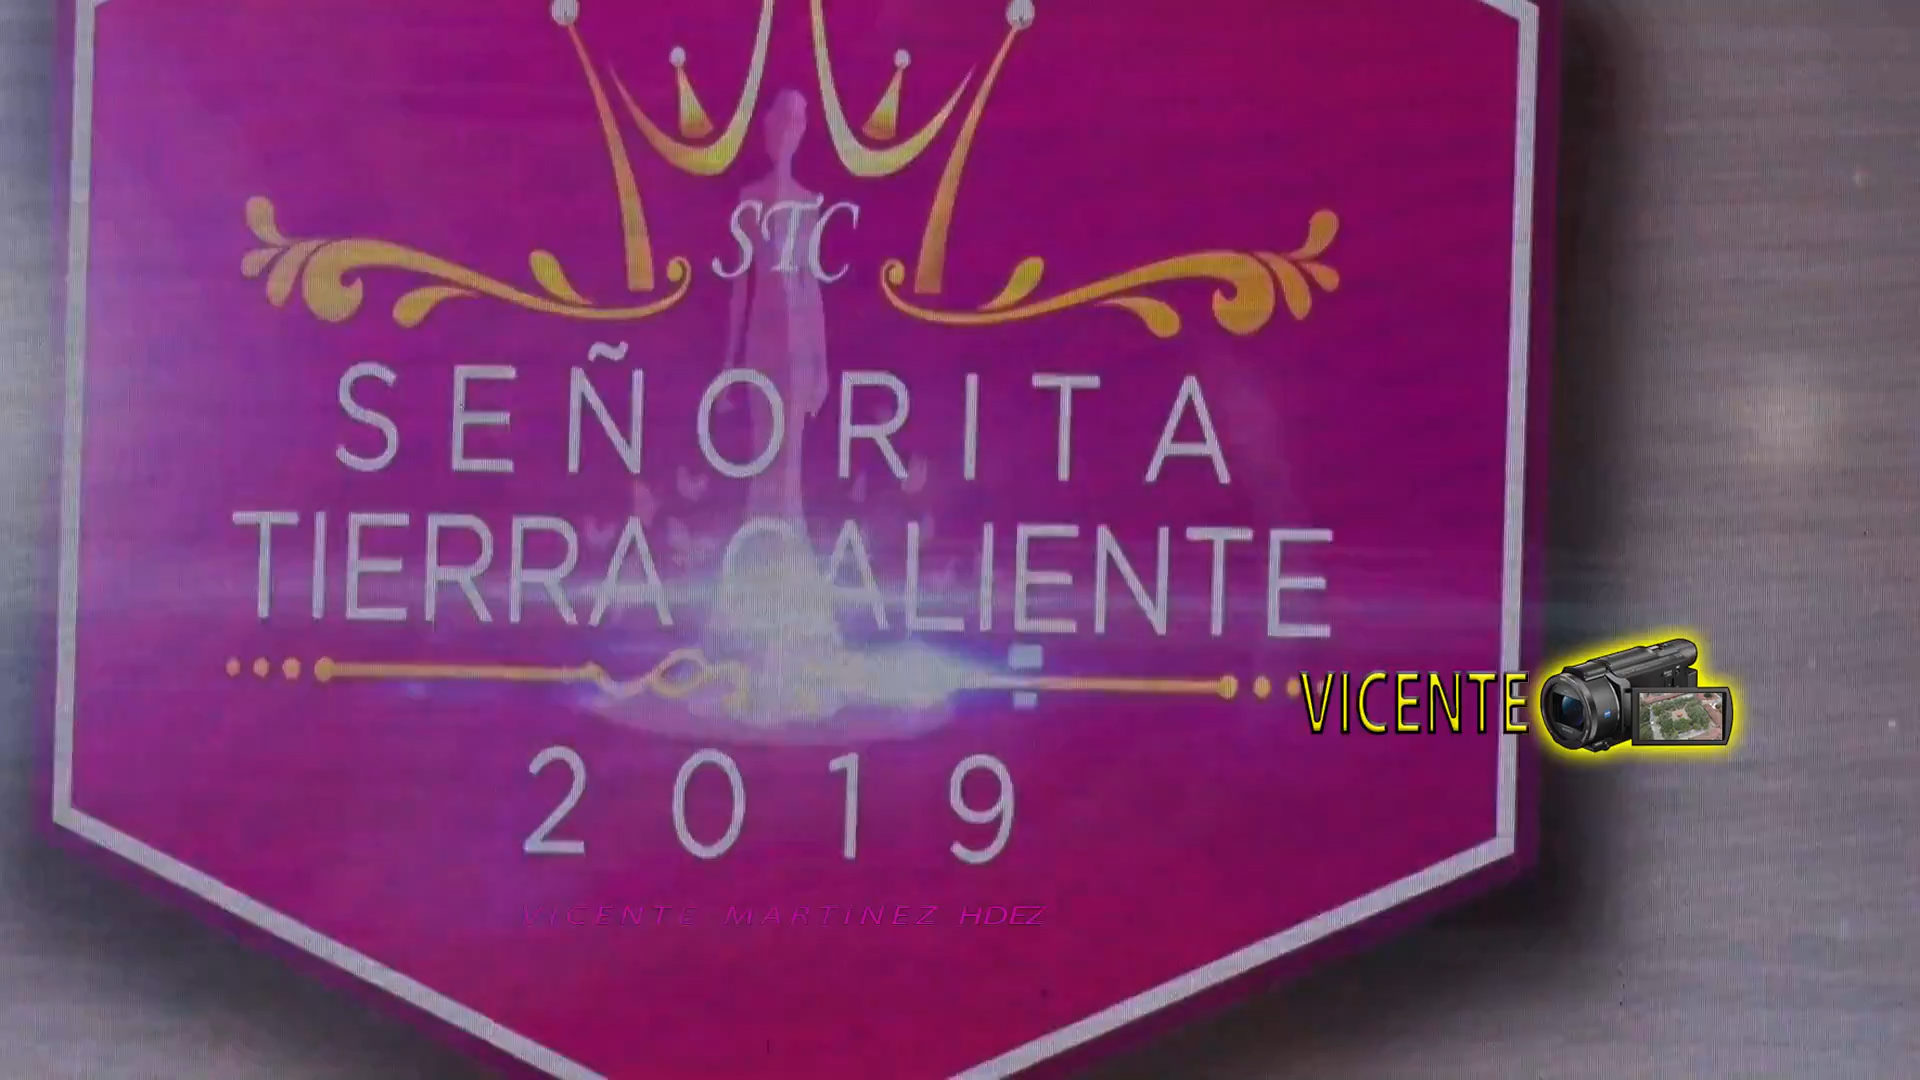 STC
SEÑORITA
TIERRA CALIENTE
2019
VICENTE
VICENTE MARTINEZ HDEZ